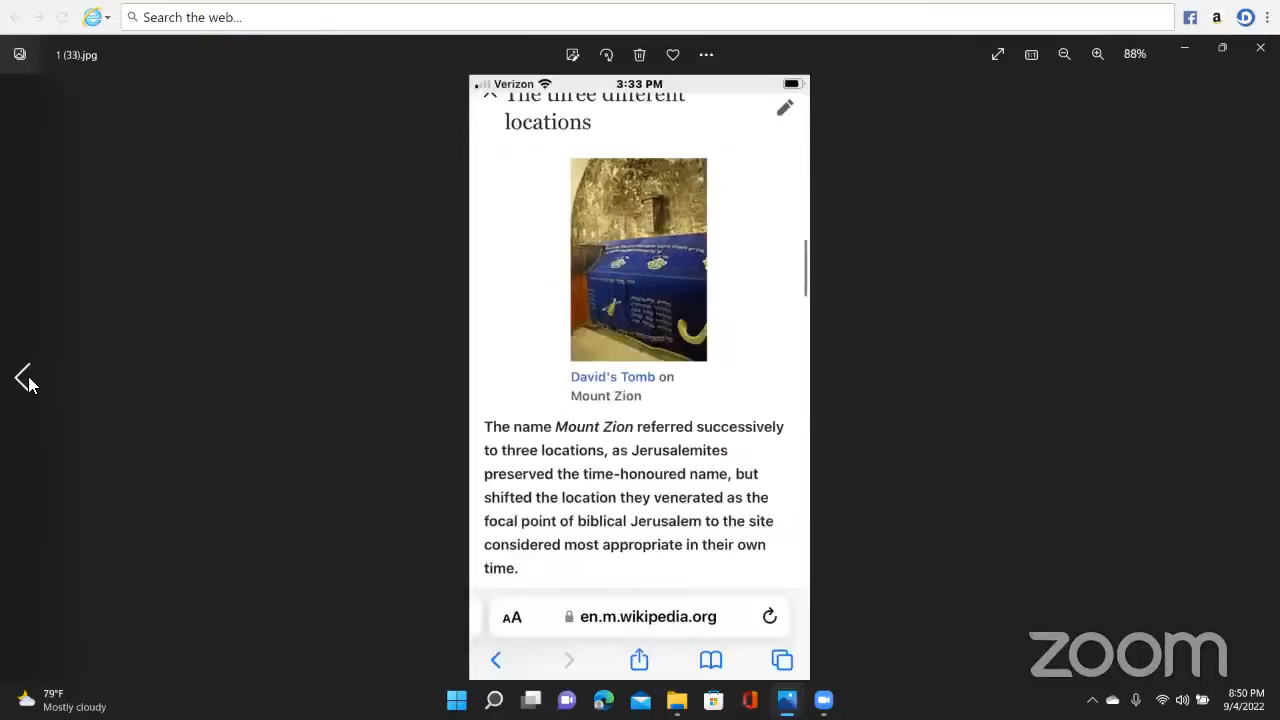 Search the web...
1 (33).jpg
88%
Verizon
3:33 PM
The three different
locations
David's Tomb on
Mount Zion
The name Mount Zion referred successively
to three locations, as Jerusalemites
preserved the time-honoured name, but
shifted the location they venerated as the
focal point of biblical Jerusalem to the site
considered most appropriate in their own
time.
AA
en.m.wikipedia.org
zoom
79°F
Mostly cloudy
8:50 PM
9/4/2022